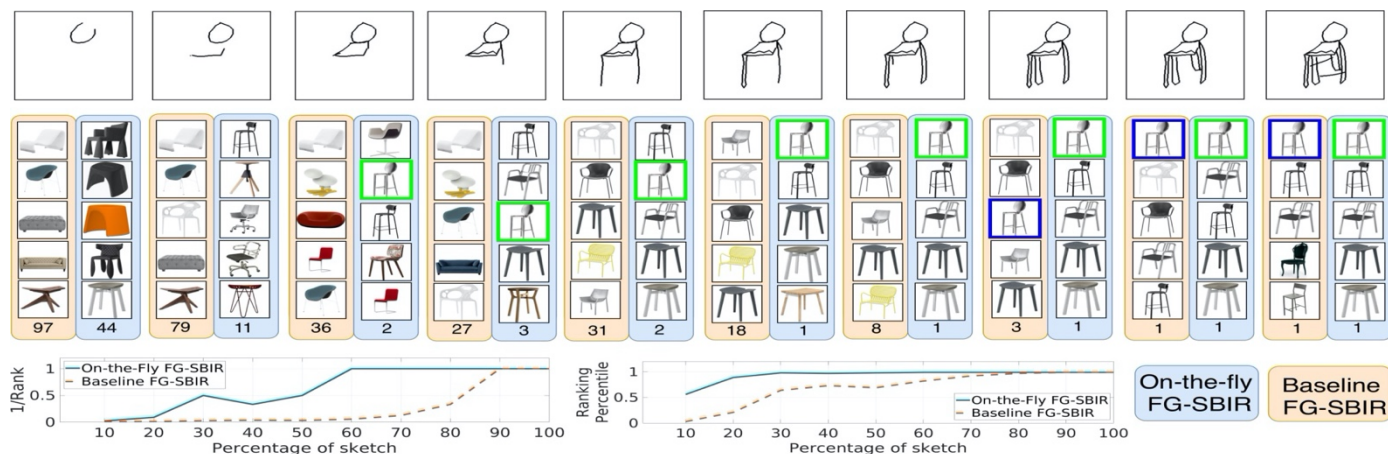 97 44 79 11 36 2 27 3 31 2 18 1 8 1 3 1 1 1 1 1
1/Rank
1
0.5
0
On-the-Fly FG-SBIR
Baseline FG-SBIR
10 20 30 40 50 60 70 80 90 100
Percentage of sketch
Ranking
Percentile
1
0.5
0
On-the-Fly FG-SBIR
Baseline FG-SBIR
10 20 30 40 50 60 70 80 90 100
Percentage of sketch
On-the-fly
FG-SBIR
Baseline
FG-SBIR